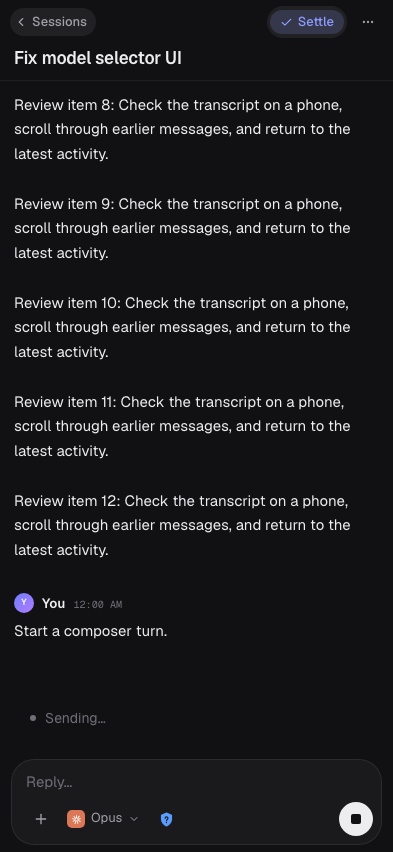 Sessions
Settle
Fix model selector UI
Review item 8: Check the transcript on a phone,
scroll through earlier messages, and return to the
latest activity.
Review item 9: Check the transcript on a phone,
scroll through earlier messages, and return to the
latest activity.
Review item 10: Check the transcript on a phone,
scroll through earlier messages, and return to the
latest activity.
Review item 11: Check the transcript on a phone,
scroll through earlier messages, and return to the
latest activity.
Review item 12: Check the transcript on a phone,
scroll through earlier messages, and return to the
latest activity.
Y You 12:00 AM
Start a composer turn.
Sending...
Reply...
Opus
?